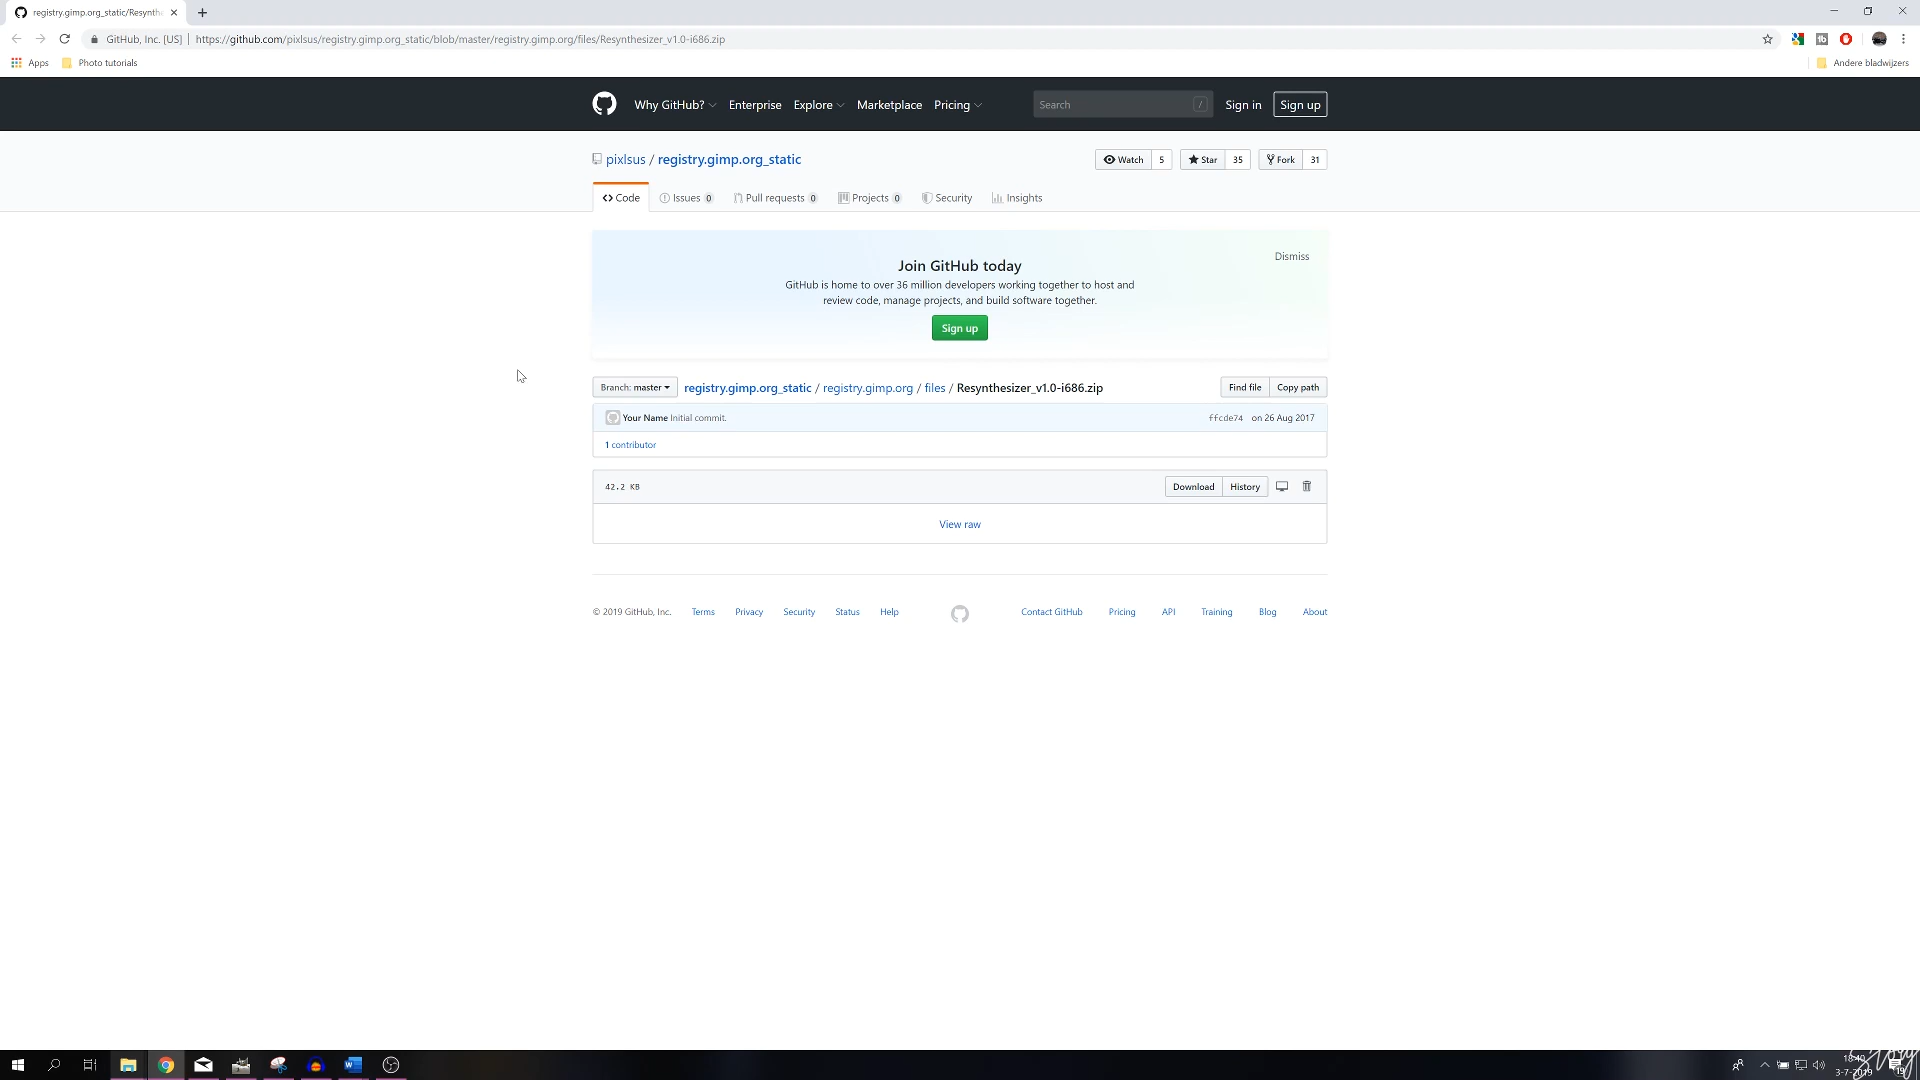 registry.gimp.org_static/Resynth
GitHub, Inc. [US] https://github.com/pixlsus/registry.gimp.org_static/blob/master/registry.gimp.org/files/Resynthesizer_v1.0-i686.zip
Apps Photo tutorials Andere bladwijzers
Why GitHub? Enterprise Explore Marketplace Pricing Search / Sign in Sign up
pixlsus / registry.gimp.org_static Watch 5 Star 35 Fork 31
Code Issues 0 Pull requests 0 Projects 0 Security Insights
Dismiss
Join GitHub today
GitHub is home to over 36 million developers working together to host and
review code, manage projects, and build software together.
Sign up
Branch: master registry.gimp.org_static / registry.gimp.org / files / Resynthesizer_v1.0-i686.zip Find file Copy path
Your Name Initial commit. ffcde74 on 26 Aug 2017
1 contributor
42.2 KB Download History
View raw
© 2019 GitHub, Inc. Terms Privacy Security Status Help Contact GitHub Pricing API Training Blog About
18:40
3-7-2019
19
Story